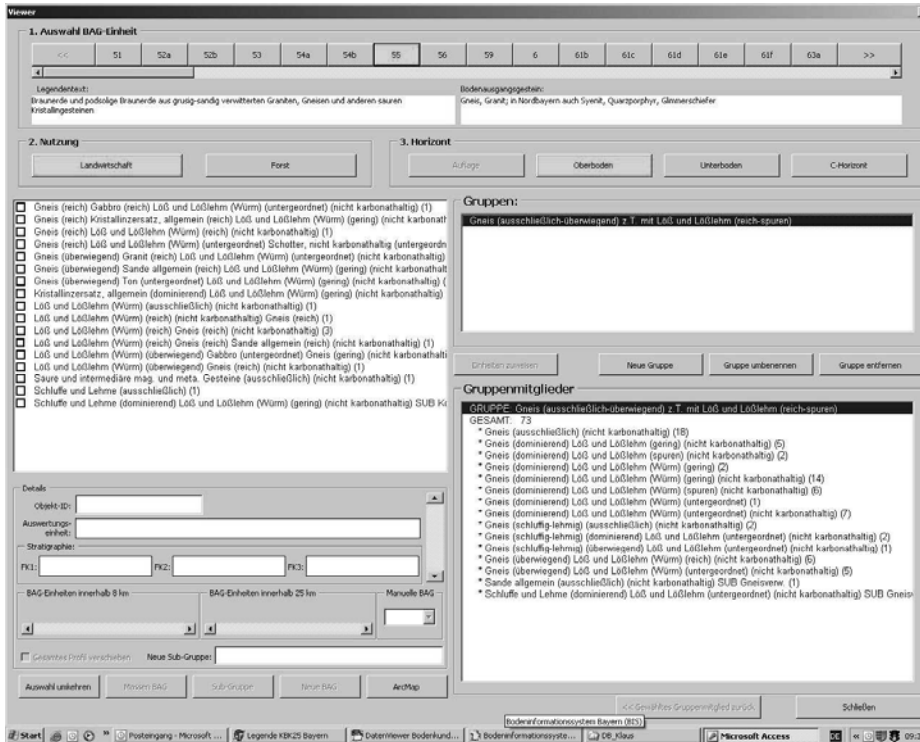 Viewer
1. Auswahl BAG-Einheit
<< 51 52a 52b 53 54a 54b 55 56 59 6 61b 61c 61d 61e 61f 63a >>
Legendentext: Bodenausgangsgestein:
Braunerde und podsolige Braunerde aus grusig-sandig verwitterten Graniten, Gneisen und anderen sauren
Kristallingesteinen
Gneis, Granit; in Nordbayern auch Syenit, Quarzporphyr, Glimmerschiefer
2. Nutzung
Landwirtschaft Forst
3. Horizont
Auflage Oberboden Unterboden C-Horizont
Gneis (reich) Gabbro (reich) Löß und Lößlehm (Würm) (untergeordnet) (nicht karbonathaltig) (1)
Gneis (reich) Kristallinzersatz, allgemein (reich) Löß und Lößlehm (Würm) (gering) (nicht karbonath
Gneis (reich) Löß und Lößlehm (Würm) (reich) (nicht karbonathaltig) (1)
Gneis (reich) Löß und Lößlehm (Würm) (untergeordnet) Schotter, nicht karbonathaltig (untergeordn
Gneis (überwiegend) Granit (reich) Löß und Lößlehm (Würm) (untergeordnet) (nicht karbonathaltig)
Gneis (überwiegend) Sande allgemein (reich) Löß und Lößlehm (Würm) (gering) (nicht karbonathalt
Gneis (überwiegend) Ton (untergeordnet) Löß und Lößlehm (Würm) (gering) (nicht karbonathaltig) (
Kristallinzersatz, allgemein (dominierend) Löß und Lößlehm (Würm) (gering) (nicht karbonathaltig)
Löß und Lößlehm (Würm) (ausschließlich) (nicht karbonathaltig) (1)
Löß und Lößlehm (Würm) (reich) (nicht karbonathaltig) Gneis (reich) (1)
Löß und Lößlehm (Würm) (reich) Gneis (reich) (nicht karbonathaltig) (3)
Löß und Lößlehm (Würm) (reich) Gneis (reich) Sande allgemein (reich) (nicht karbonathaltig) (1)
Löß und Lößlehm (Würm) (überwiegend) Gabbro (untergeordnet) Gneis (gering) (nicht karbonathalti
Löß und Lößlehm (Würm) (überwiegend) Gneis (reich) (nicht karbonathaltig) (1)
Saure und intermediäre mag. und meta. Gesteine (ausschließlich) (nicht karbonathaltig) (1)
Schluffe und Lehme (ausschließlich) (1)
Schluffe und Lehme (dominierend) Löß und Lößlehm (Würm) (gering) (nicht karbonathaltig) SUB Kr
Gruppen:
Gneis (ausschließlich-überwiegend) z.T. mit Löß und Lößlehm (reich-spuren)
Einheiten zuweisen Neue Gruppe Gruppe umbenennen Gruppe entfernen
Gruppenmitglieder
GRUPPE: Gneis (ausschließlich-überwiegend) z.T. mit Löß und Lößlehm (reich-spuren)
GESAMT: 73
* Gneis (ausschließlich) (nicht karbonathaltig) (18)
* Gneis (dominierend) Löß und Lößlehm (gering) (nicht karbonathaltig) (5)
* Gneis (dominierend) Löß und Lößlehm (spuren) (nicht karbonathaltig) (2)
* Gneis (dominierend) Löß und Lößlehm (Würm) (gering) (2)
* Gneis (dominierend) Löß und Lößlehm (Würm) (gering) (nicht karbonathaltig) (14)
* Gneis (dominierend) Löß und Lößlehm (Würm) (spuren) (nicht karbonathaltig) (6)
* Gneis (dominierend) Löß und Lößlehm (Würm) (untergeordnet) (1)
* Gneis (dominierend) Löß und Lößlehm (Würm) (untergeordnet) (nicht karbonathaltig) (7)
* Gneis (schluffig-lehmig) (ausschließlich) (nicht karbonathaltig) (2)
* Gneis (schluffig-lehmig) (dominierend) Löß und Lößlehm (untergeordnet) (nicht karbonathaltig) (2)
* Gneis (schluffig-lehmig) (überwiegend) Löß und Lößlehm (untergeordnet) (nicht karbonathaltig) (1)
* Gneis (überwiegend) Löß und Lößlehm (Würm) (reich) (nicht karbonathaltig) (6)
* Gneis (überwiegend) Löß und Lößlehm (Würm) (untergeordnet) (nicht karbonathaltig) (5)
* Sande allgemein (ausschließlich) (nicht karbonathaltig) SUB Gneisverw. (1)
* Schluffe und Lehme (dominierend) Löß und Lößlehm (untergeordnet) (nicht karbonathaltig) SUB Gneis
Details
Objekt-ID:
Auswertungs-
einheit:
Stratigraphie:
FK1: FK2: FK3:
BAG-Einheiten innerhalb 8 km BAG-Einheiten innerhalb 25 km Manuelle BAG
Gesamtes Profil verschieben Neue Sub-Gruppe:
Auswahl umkehren Massen BAG Sub-Gruppe Neue BAG ArcMap
<< Gewähltes Gruppenmitglied zurück Schließen
Bodeninformationssystem Bayern (BIS)
Start Posteingang - Microsoft ... Legende KBK25 Bayern DatenViewer Bodenkund... Bodeninformationssyste... DB_Klaus Microsoft Access DE